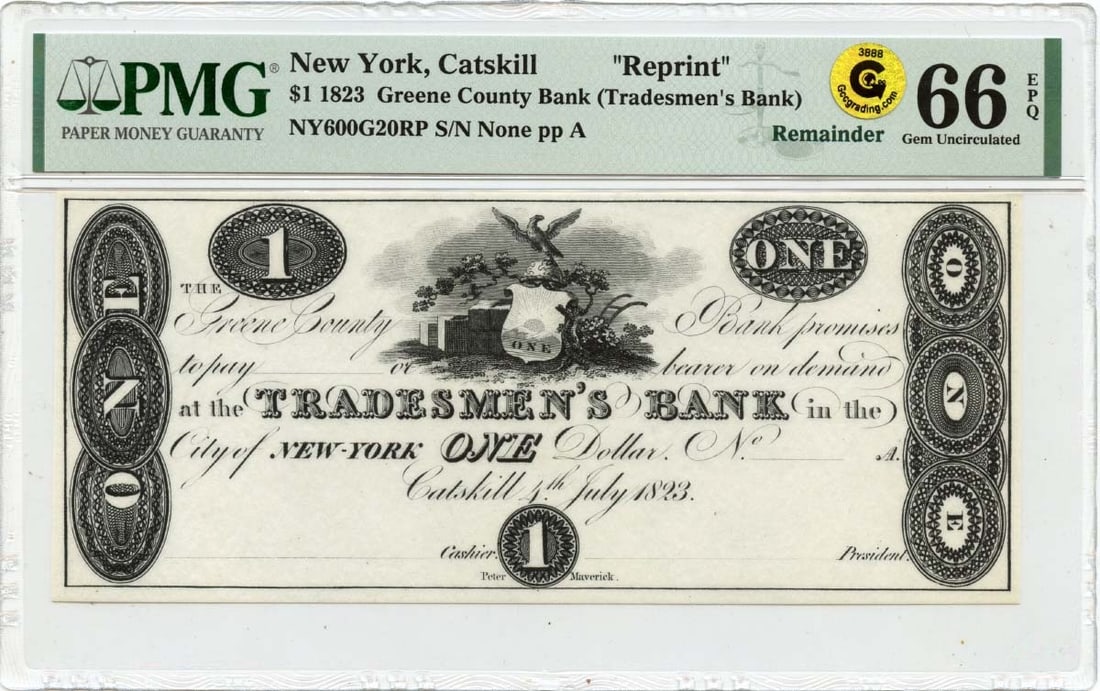 PMG®
PAPER MONEY GUARANTY
New York, Catskill "Reprint"
$1 1823 Greene County Bank (Tradesmen's Bank)
NY600G20RP S/N None pp A
Remainder
3888
G
Gccgrading.com
66
EPQ
Gem Uncirculated
ONE
1
ONE
ONE
THE
Greene County Bank promises
ONE
to pay or bearer on demand
at the TRADESMEN'S BANK in the
City of NEW-YORK ONE Dollar. No. A.
Catskill 4th July 1823.
Cashier. 1 President.
Peter Maverick.